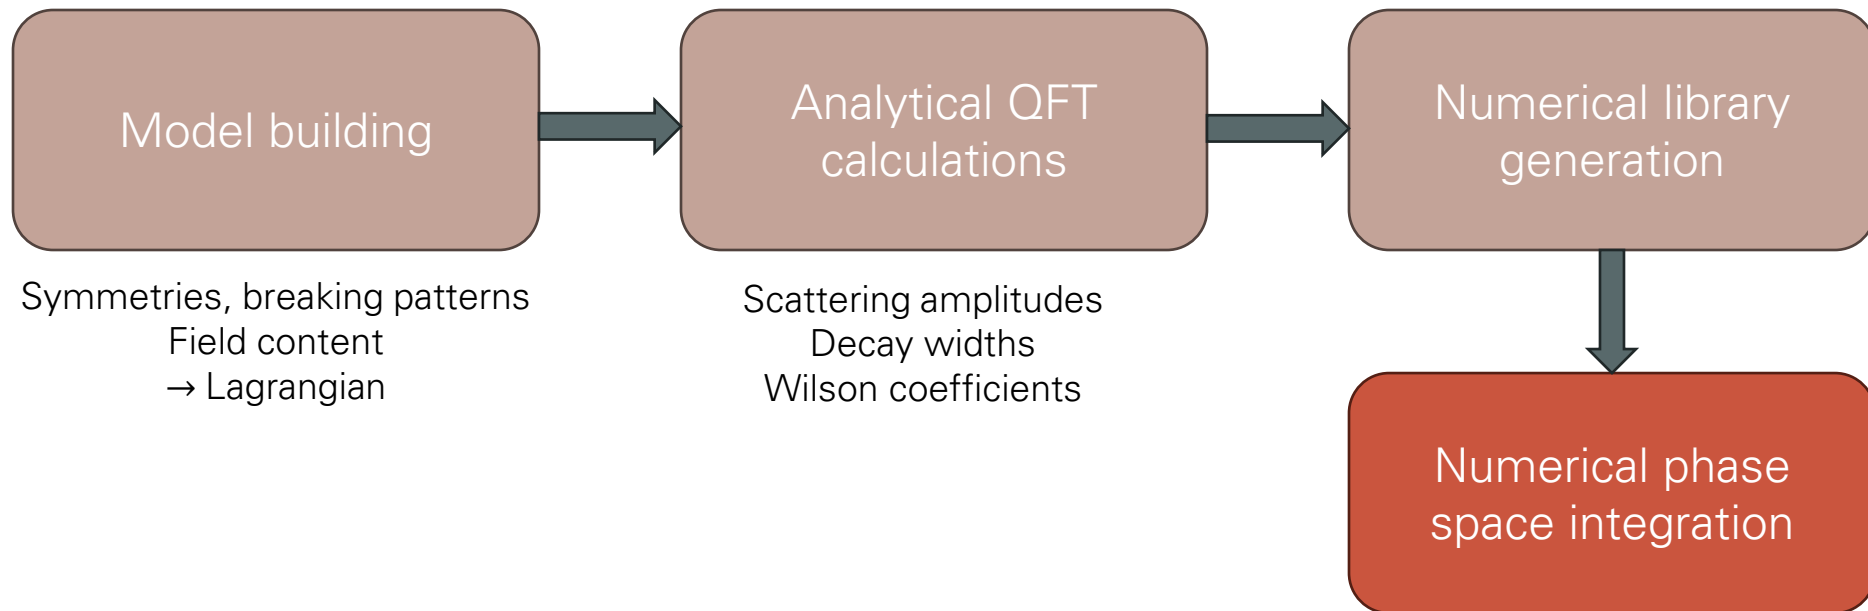 Model building
Analytical QFT
calculations
Numerical library
generation
Symmetries, breaking patterns
Field content
→ Lagrangian
Scattering amplitudes
Decay widths
Wilson coefficients
Numerical phase
space integration